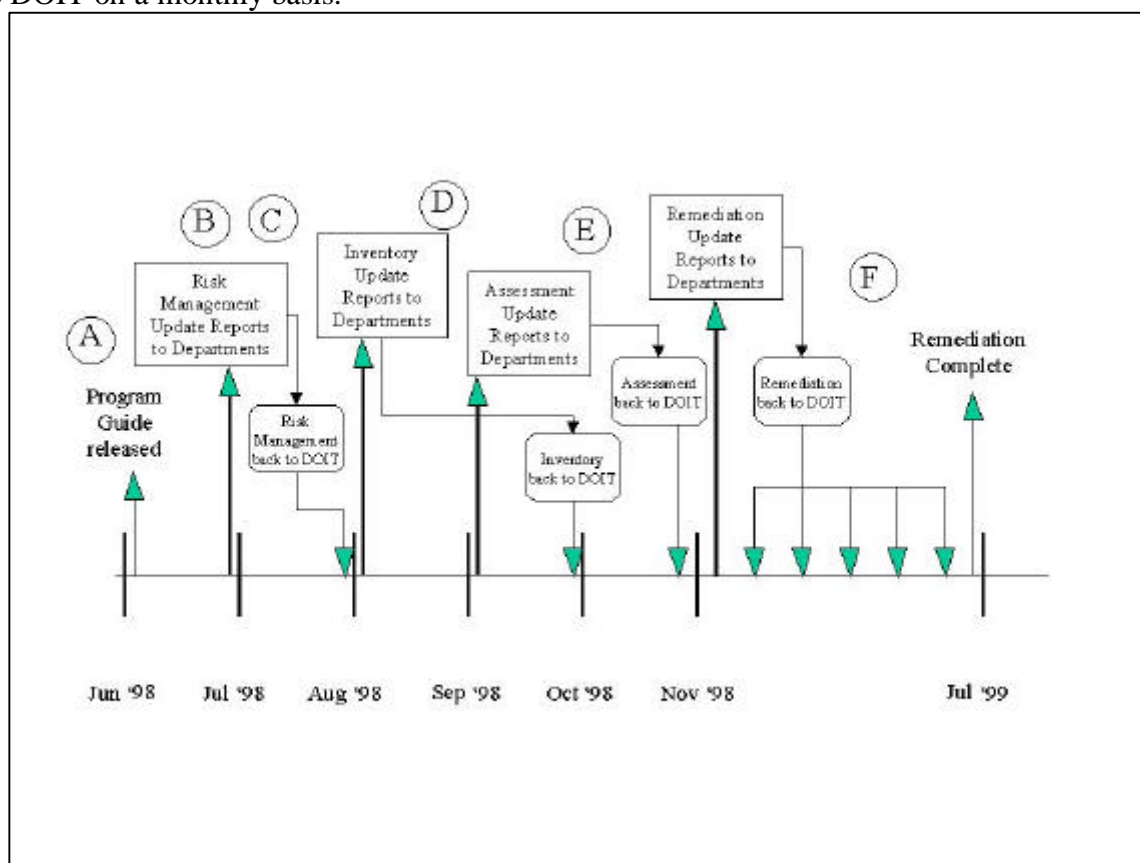 DOIT on a monthly basis.
A
B
C
D
E
F
Program
Guide
released
Risk
Management
Update Reports
to Departments
Risk
Management
back to DOIT
Inventory
Update
Reports to
Departments
Inventory
back to DOIT
Assessment
Update
Reports to
Departments
Assessment
back to DOIT
Remediation
Update
Reports to
Departments
Remediation
back to DOIT
Remediation
Complete
Jun '98 Jul '98 Aug '98 Sep '98 Oct '98 Nov '98 Jul '99